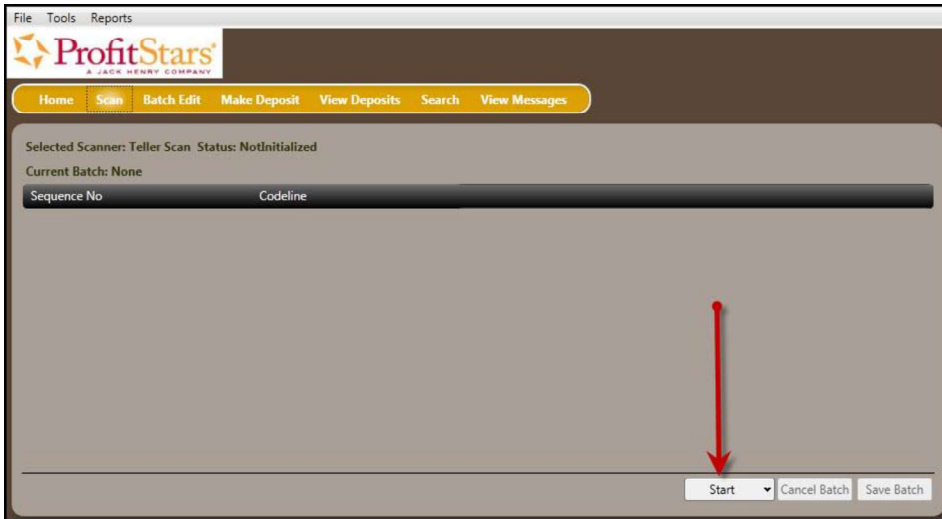 File Tools Reports
ProfitStars®
A JACK HENRY COMPANY
Home Scan Batch Edit Make Deposit View Deposits Search View Messages
Selected Scanner: Teller Scan Status: NotInitialized
Current Batch: None
Sequence No Codeline
Start Cancel Batch Save Batch